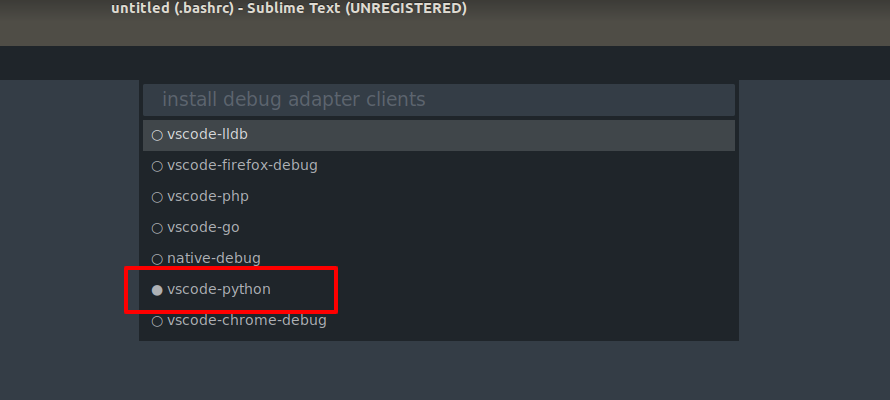 untitled (.bashrc) - Sublime Text (UNREGISTERED)
install debug adapter clients
○ vscode-lldb
○ vscode-firefox-debug
○ vscode-php
○ vscode-go
○ native-debug
● vscode-python
○ vscode-chrome-debug